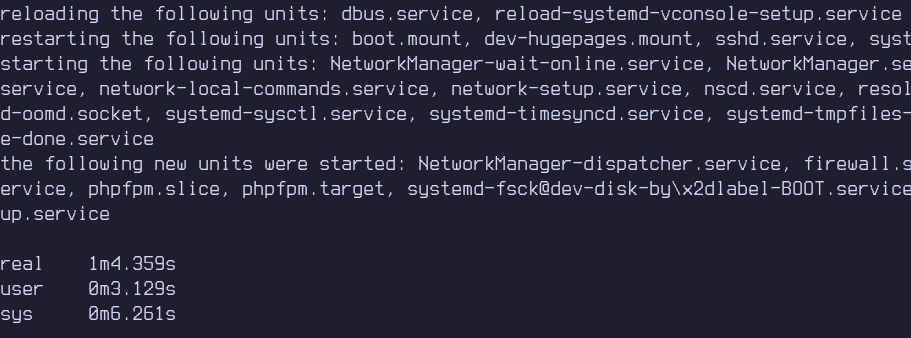 reloading the following units: dbus.service, reload-systemd-vconsole-setup.service
restarting the following units: boot.mount, dev-hugepages.mount, sshd.service, syst
starting the following units: NetworkManager-wait-online.service, NetworkManager.se
service, network-local-commands.service, network-setup.service, nscd.service, resol
d-oomd.socket, systemd-sysctl.service, systemd-timesyncd.service, systemd-tmpfiles-
e-done.service
the following new units were started: NetworkManager-dispatcher.service, firewall.s
ervice, phpfpm.slice, phpfpm.target, systemd-fsck@dev-disk-by\x2dlabel-BOOT.service
up.service

real    1m4.359s
user    0m3.129s
sys     0m6.261s